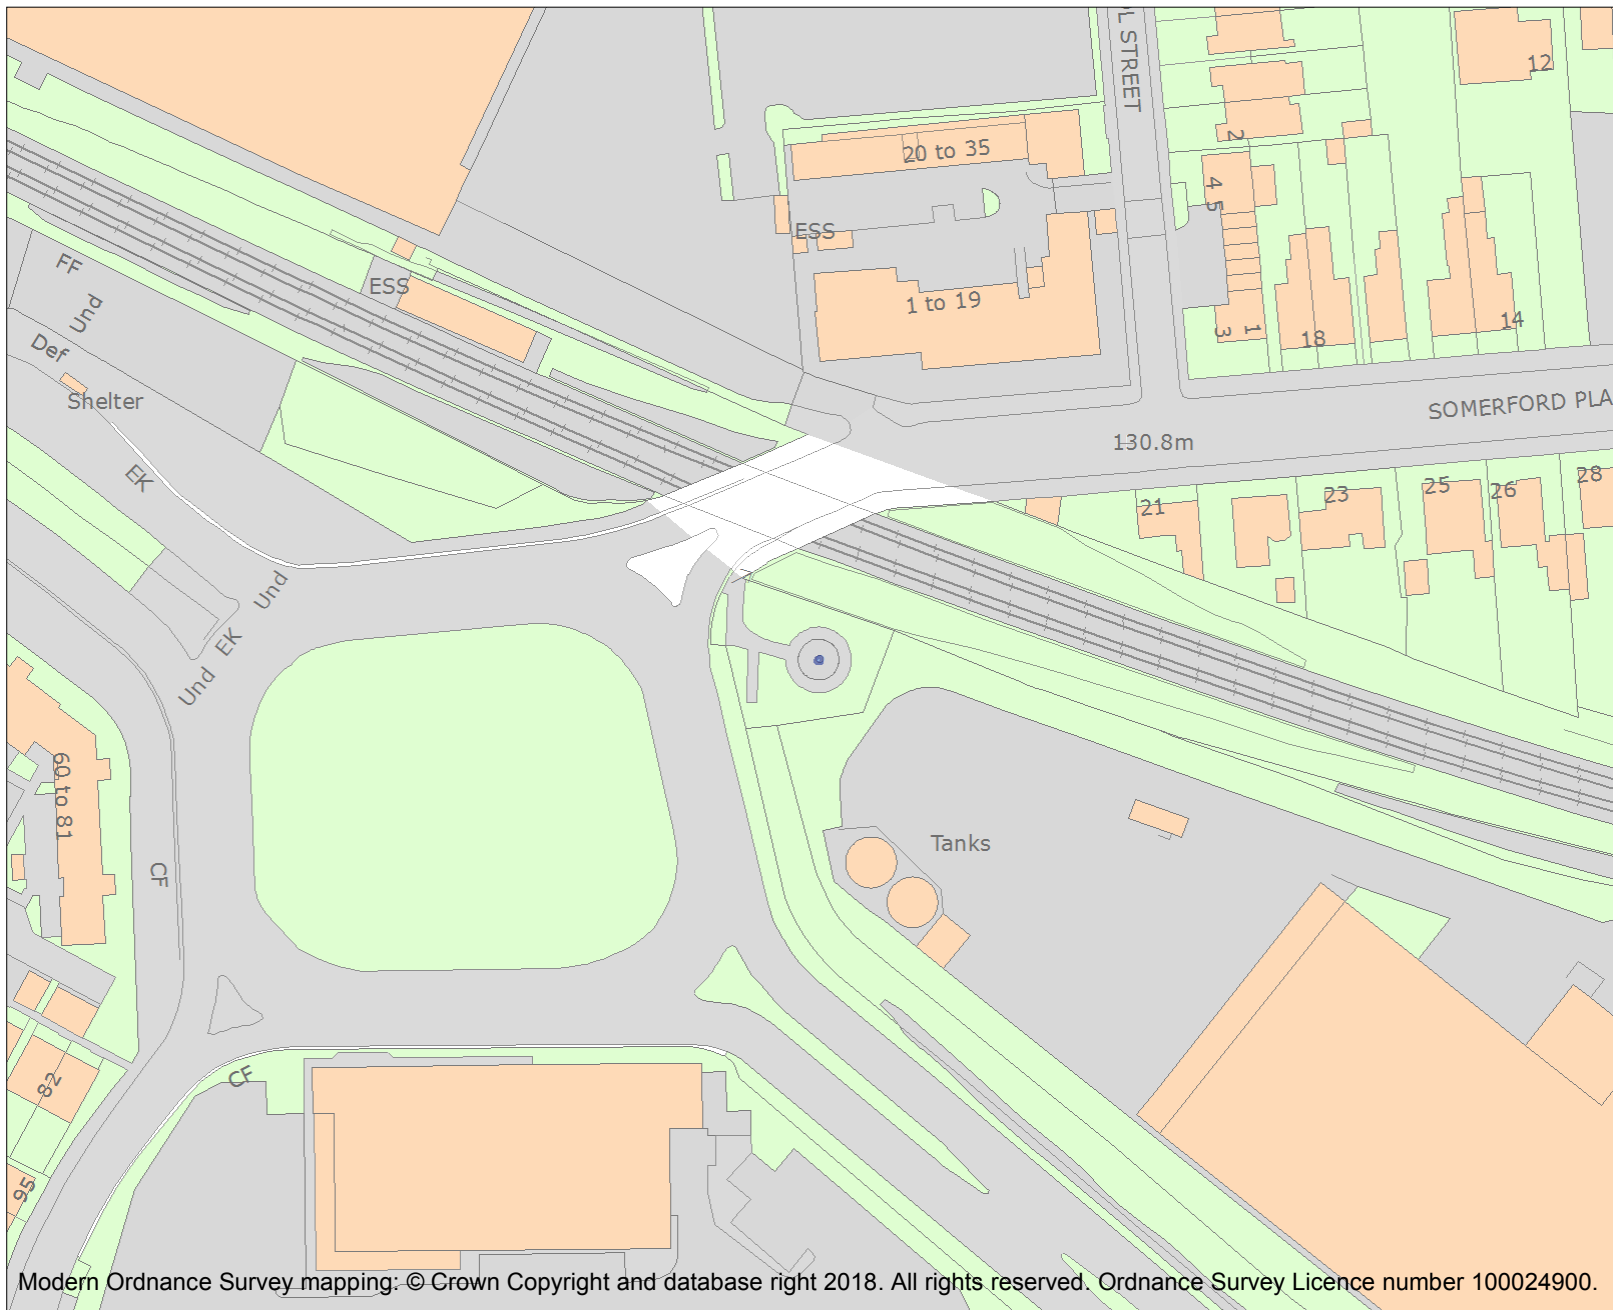 OL STREET
12
20 to 35
2
4
5
ESS
FF
Und
ESS
1 to 19
3
1
18
14
Def
Shelter
SOMERFORD PLA
130.8m
EK
21
23
25
26
28
Und
EK
Und
60 to 81
Tanks
CF
CF
82
95
Modern Ordnance Survey mapping: © Crown Copyright and database right 2018. All rights reserved. Ordnance Survey Licence number 100024900.